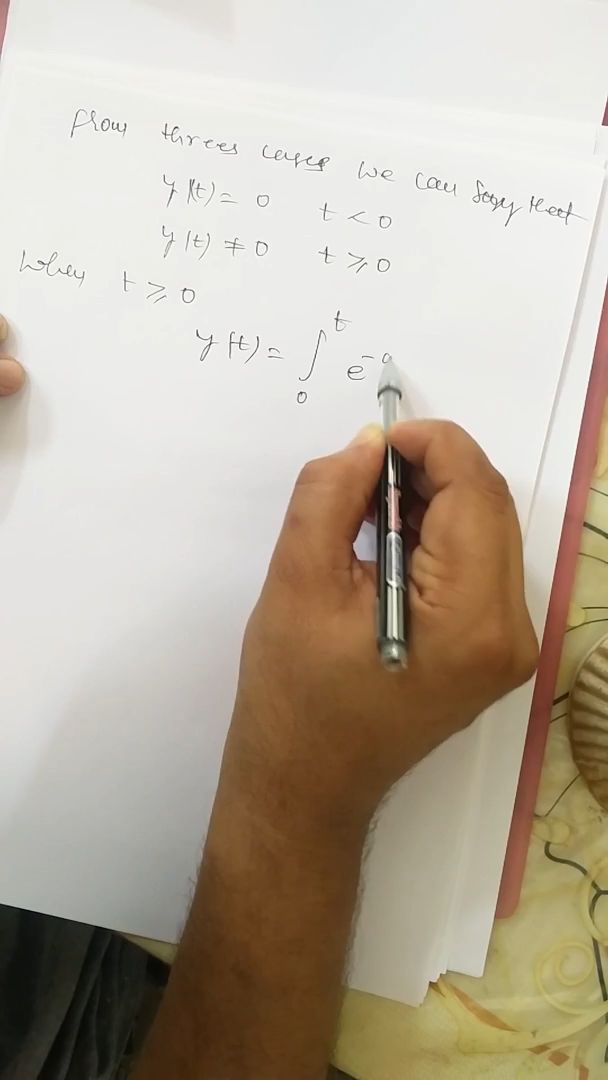 from threes cases we can say that
y(t) = 0 t < 0
y(t) ≠ 0 t ⩾ 0
When t ⩾ 0
y(t) = ∫₀ᵗ e^-a